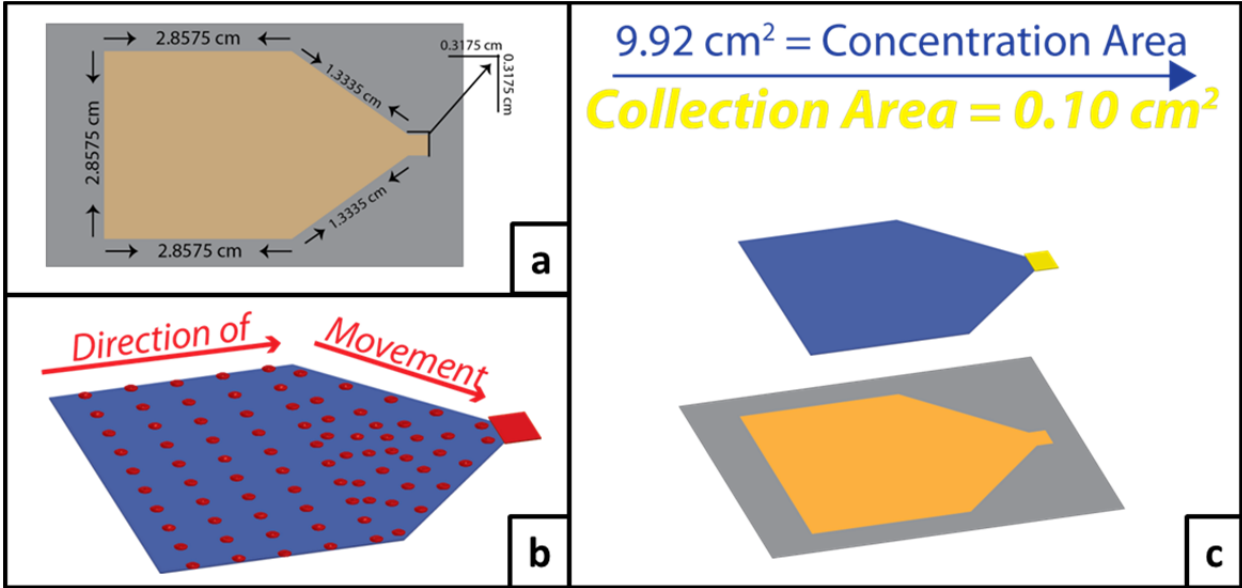 2.8575 cm
2.8575 cm
2.8575 cm
1.3335 cm
1.3335 cm
0.3175 cm
0.3175 cm
a
Direction of Movement
b
9.92 cm² = Concentration Area
Collection Area = 0.10 cm²
c